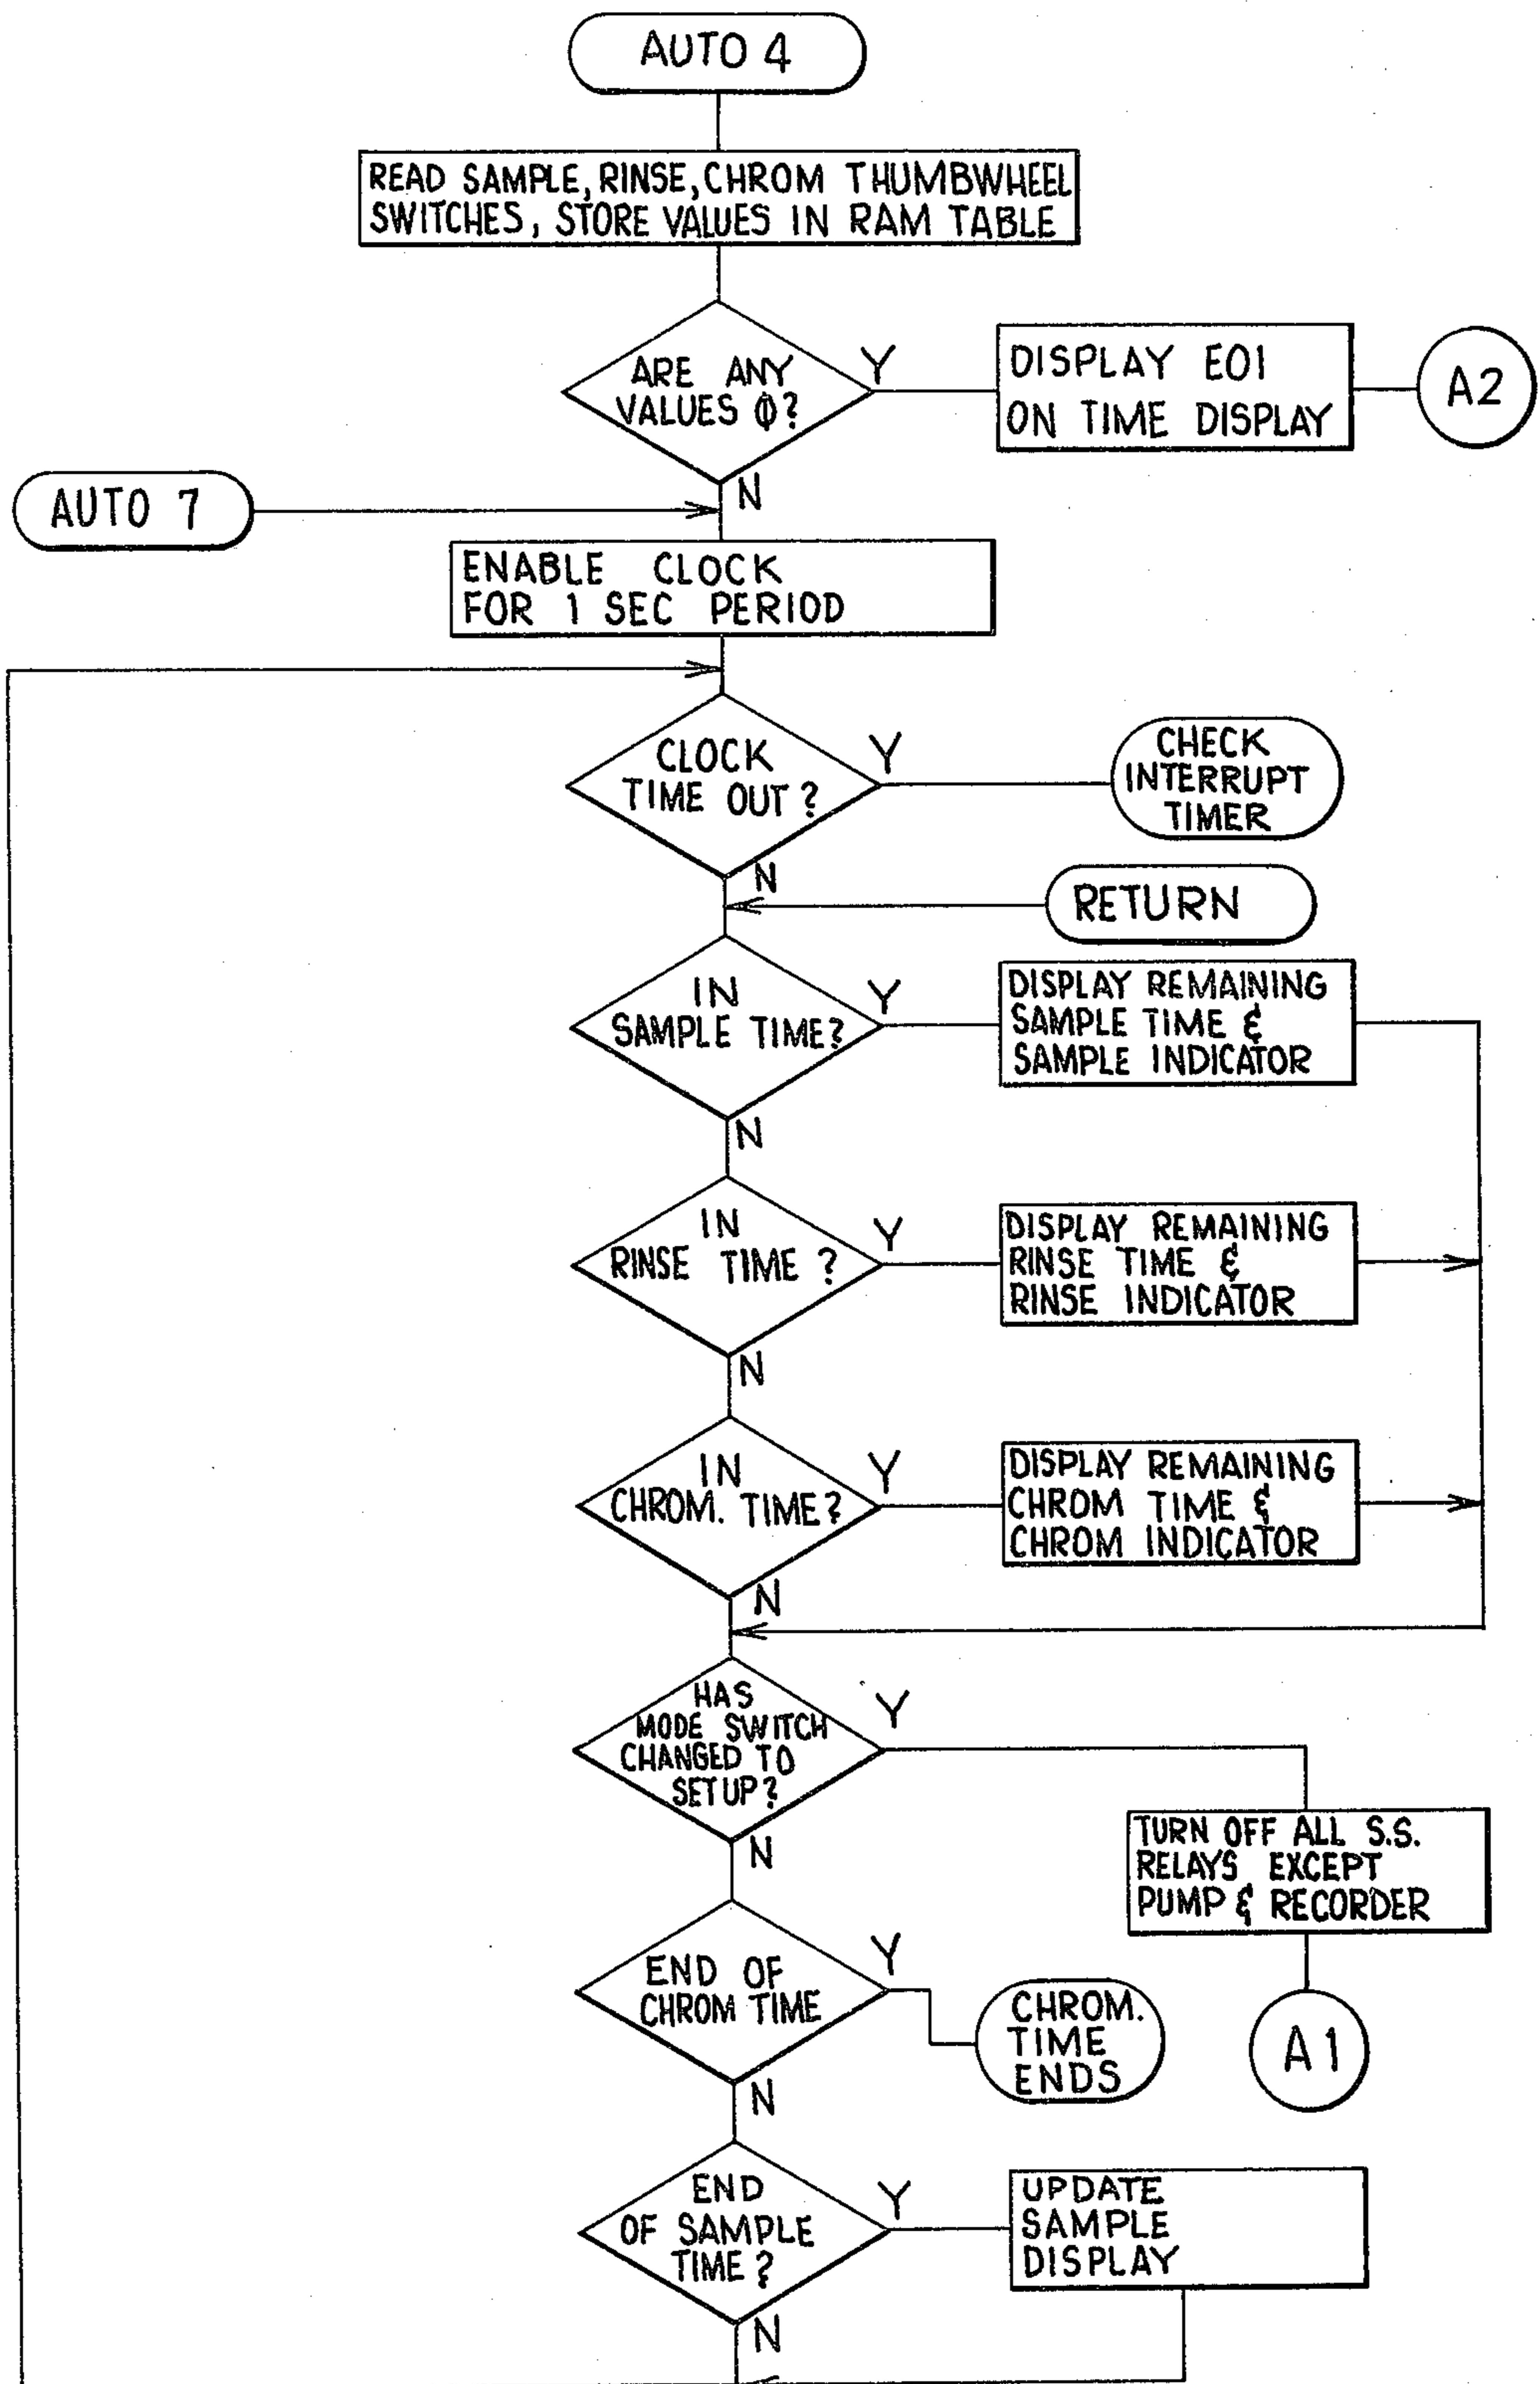 AUTO 4
READ SAMPLE, RINSE, CHROM THUMBWHEEL
SWITCHES, STORE VALUES IN RAM TABLE
ARE ANY
VALUES ϕ?
Y
DISPLAY E01
ON TIME DISPLAY
A2
N
AUTO 7
ENABLE CLOCK
FOR 1 SEC PERIOD
CLOCK
TIME OUT?
Y
CHECK
INTERRUPT
TIMER
N
RETURN
IN
SAMPLE TIME?
Y
DISPLAY REMAINING
SAMPLE TIME &
SAMPLE INDICATOR
N
IN
RINSE TIME ?
Y
DISPLAY REMAINING
RINSE TIME &
RINSE INDICATOR
N
IN
CHROM. TIME?
Y
DISPLAY REMAINING
CHROM TIME &
CHROM INDICATOR
N
HAS
MODE SWITCH
CHANGED TO
SET UP?
Y
TURN OFF ALL S.S.
RELAYS EXCEPT
PUMP & RECORDER
A1
N
END OF
CHROM TIME
Y
CHROM.
TIME
ENDS
N
END
OF SAMPLE
TIME?
Y
UPDATE
SAMPLE
DISPLAY
N